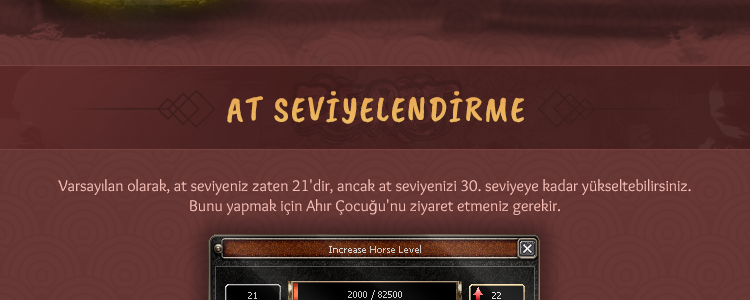 AT SEVİYELENDİRME
Varsayılan olarak, at seviyeniz zaten 21'dir, ancak at seviyenizi 30. seviyeye kadar yükseltebilirsiniz.
Bunu yapmak için Ahır Çocuğu'nu ziyaret etmeniz gerekir.
Increase Horse Level
21 2000 / 82500 22